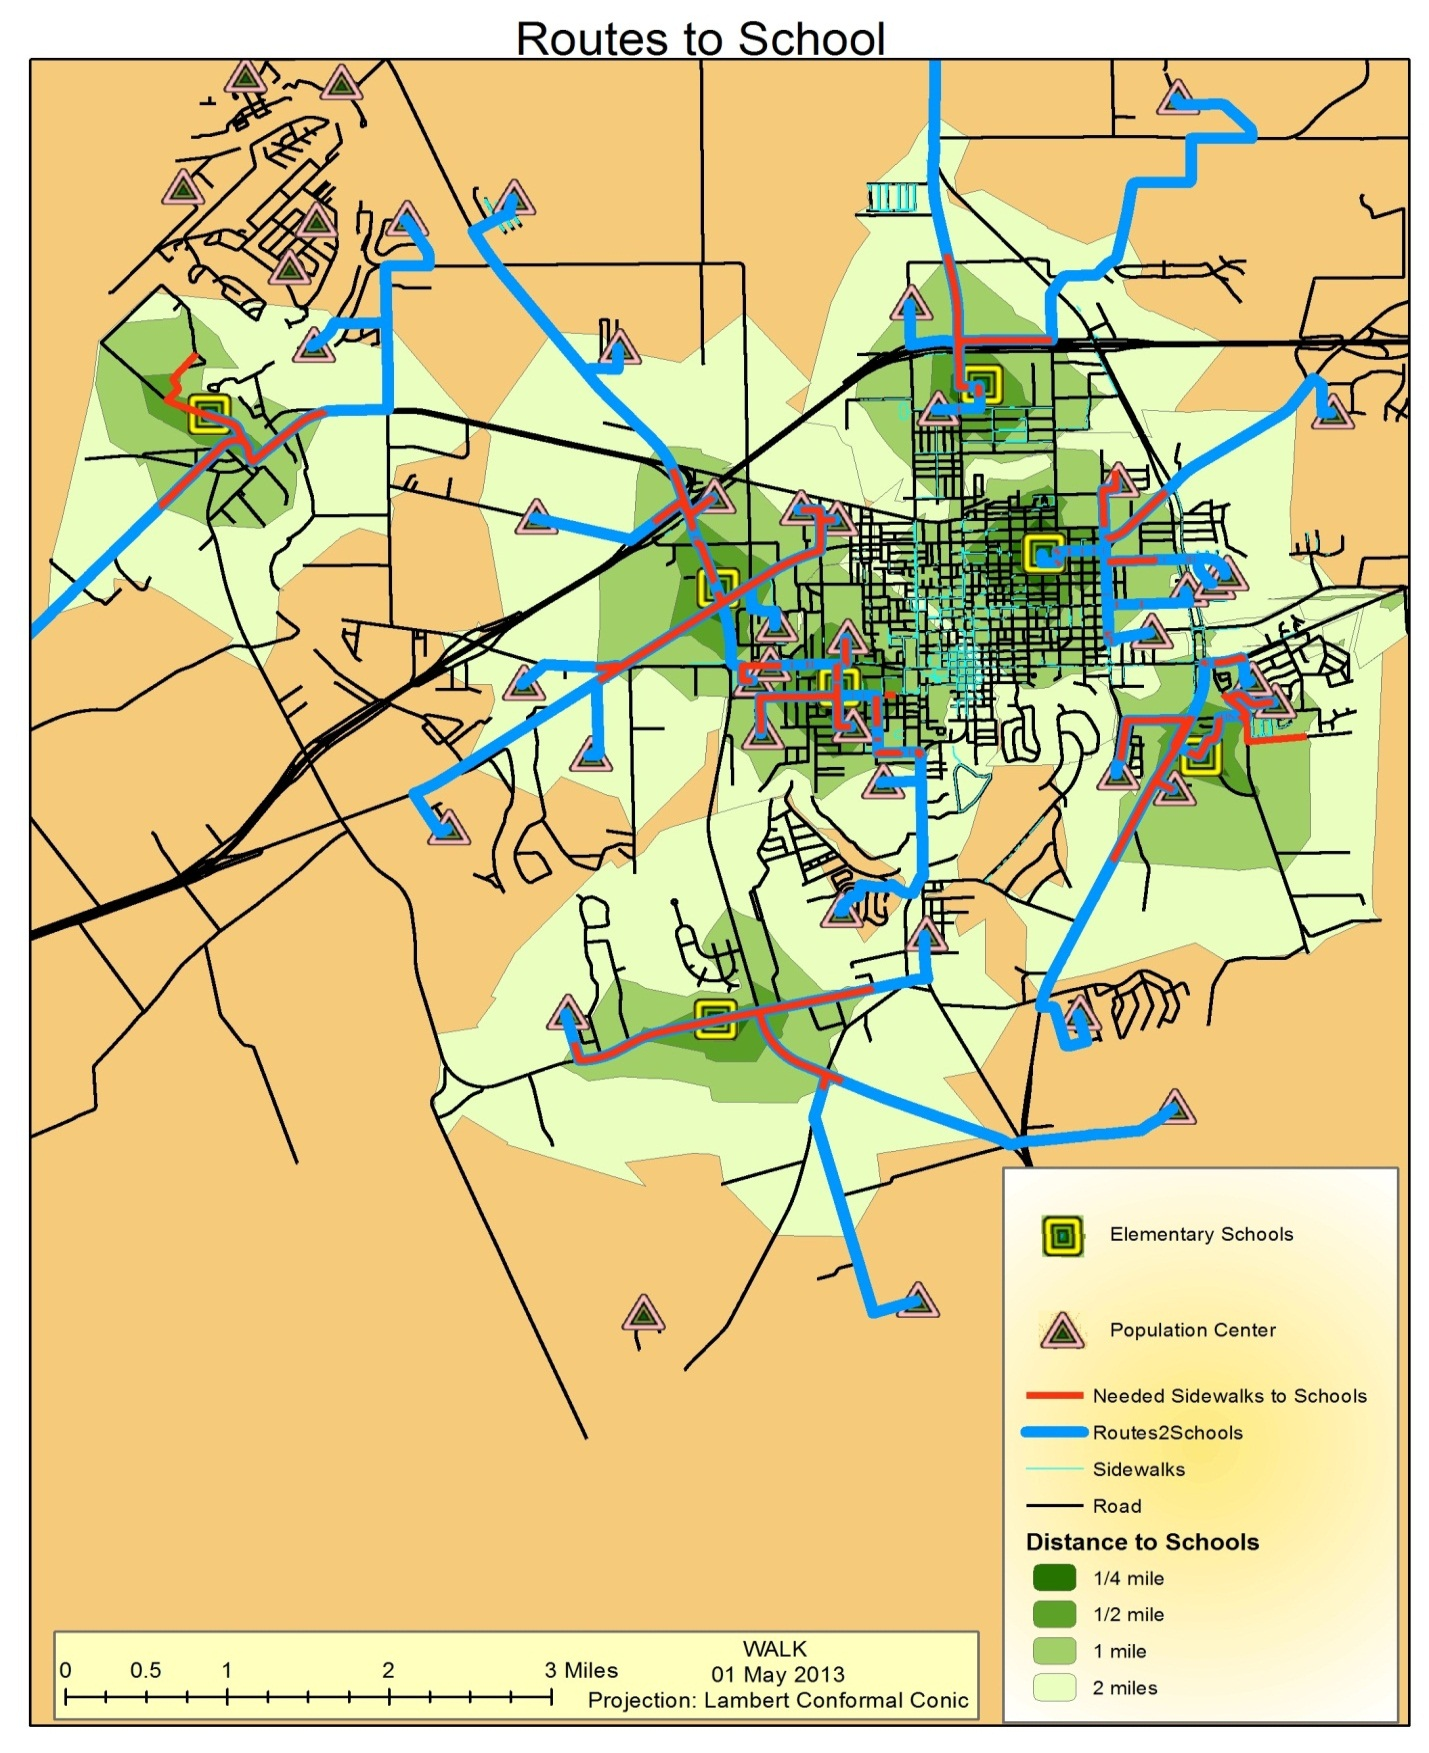 Routes to School
Elementary Schools
Population Center
Needed Sidewalks to Schools
Routes2Schools
Sidewalks
Road
Distance to Schools
1/4 mile
1/2 mile
1 mile
2 miles
WALK
01 May 2013
Projection: Lambert Conformal Conic
0 0.5 1 2 3 Miles